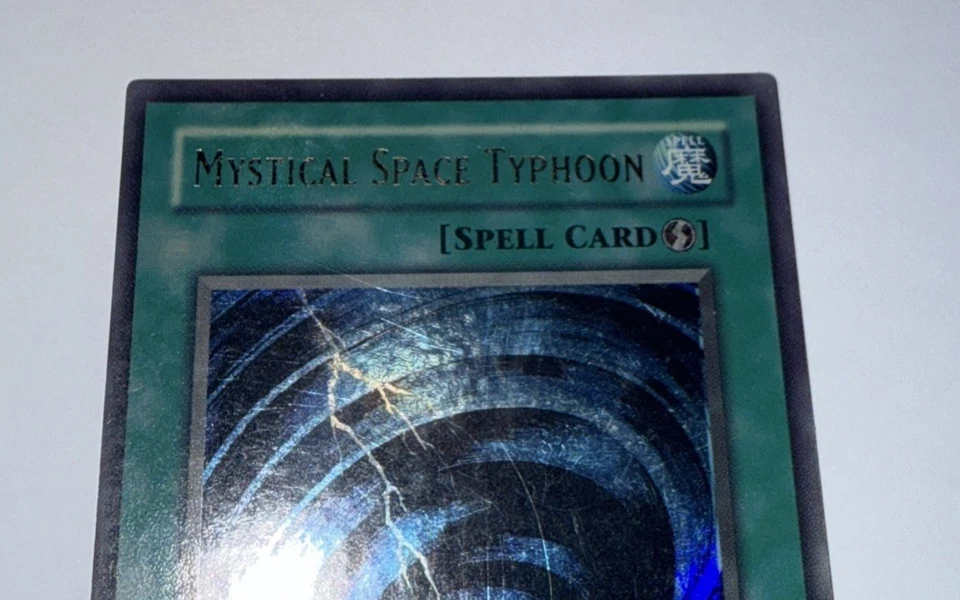 Mystical Space Typhoon
SPELL
魔
[Spell Card]